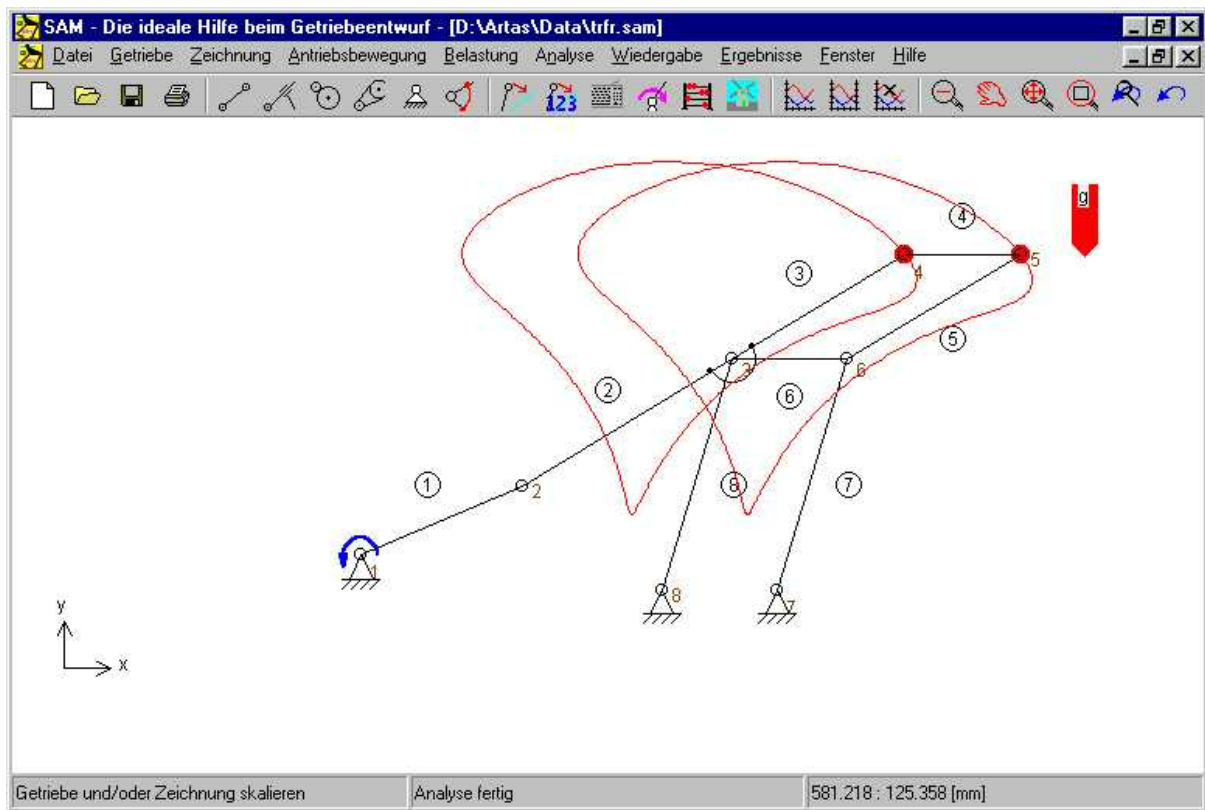 SAM - Die ideale Hilfe beim Getriebeentwurf - [D:\Artas\Data\trfr.sam]
Datei Getriebe Zeichnung Antriebsbewegung Belastung Analyse Wiedergabe Ergebnisse Fenster Hilfe
123
g
4
5
4
3
3
6
5
2
6
1
2
8
7
1
8
7
y
x
Getriebe und/oder Zeichnung skalieren
Analyse fertig
581.218 : 125.358 [mm]